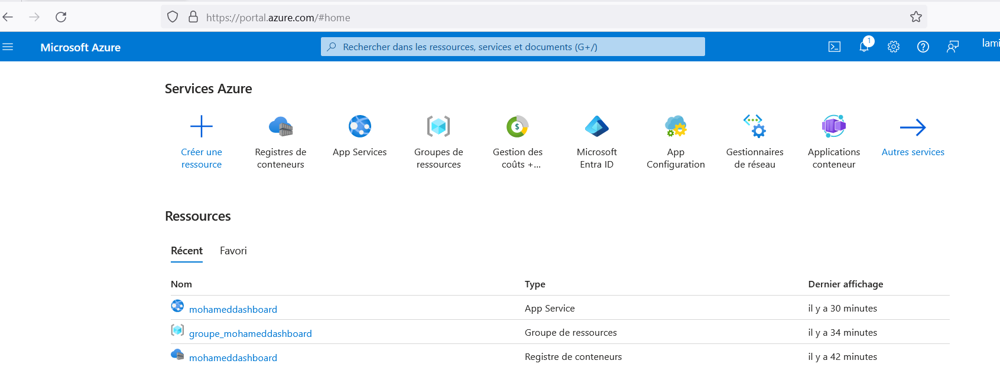 https://portal.azure.com/#home
Microsoft Azure
Rechercher dans les ressources, services et documents (G+/)
1
Services Azure
Créer une
ressource
Registres de
conteneurs
App Services
Groupes de
ressources
Gestion des
coûts +...
Microsoft
Entra ID
App
Configuration
Gestionnaires
de réseau
Applications
conteneur
Autres services
Ressources
Récent Favori
Nom Type Dernier affichage
mohameddashboard App Service il y a 30 minutes
groupe_mohameddashboard Groupe de ressources il y a 34 minutes
mohameddashboard Registre de conteneurs il y a 42 minutes